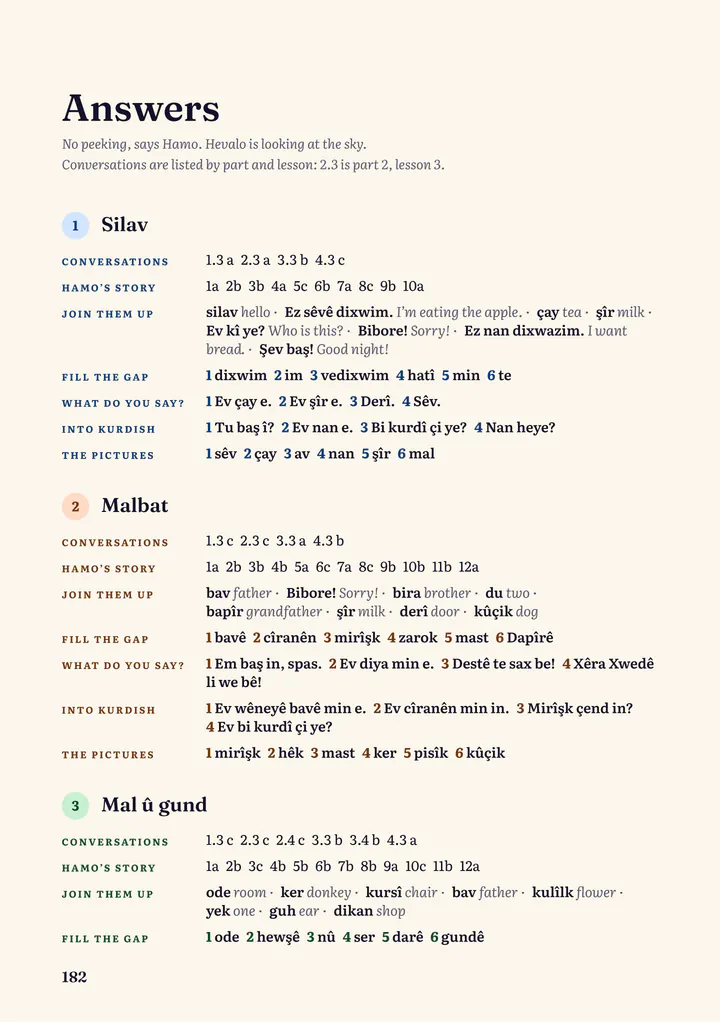 Answers
No peeking, says Hamo. Hevalo is looking at the sky.
Conversations are listed by part and lesson: 2.3 is part 2, lesson 3.
1 Silav
CONVERSATIONS 1.3 a 2.3 a 3.3 b 4.3 c
HAMO'S STORY 1a 2b 3b 4a 5c 6b 7a 8c 9b 10a
JOIN THEM UP silav hello · Ez sêvê dixwim. I'm eating the apple. · çay tea · şîr milk ·
Ev kî ye? Who is this? · Bibore! Sorry! · Ez nan dixwazim. I want
bread. · Şev baş! Good night!
FILL THE GAP 1 dixwim 2 im 3 vedixwim 4 hatî 5 min 6 te
WHAT DO YOU SAY? 1 Ev çay e. 2 Ev şîr e. 3 Derî. 4 Sêv.
INTO KURDISH 1 Tu baş î? 2 Ev nan e. 3 Bi kurdî çi ye? 4 Nan heye?
THE PICTURES 1 sêv 2 çay 3 av 4 nan 5 şîr 6 mal
2 Malbat
CONVERSATIONS 1.3 c 2.3 c 3.3 a 4.3 b
HAMO'S STORY 1a 2b 3b 4b 5a 6c 7a 8c 9b 10b 11b 12a
JOIN THEM UP bav father · Bibore! Sorry! · bira brother · du two ·
bapîr grandfather · şîr milk · derî door · kûçik dog
FILL THE GAP 1 bavê 2 cîranên 3 mirîşk 4 zarok 5 mast 6 Dapîrê
WHAT DO YOU SAY? 1 Em baş in, spas. 2 Ev diya min e. 3 Destê te sax be! 4 Xêra Xwedê
li we bê!
INTO KURDISH 1 Ev wêneyê bavê min e. 2 Ev cîranên min in. 3 Mirîşk çend in?
4 Ev bi kurdî çi ye?
THE PICTURES 1 mirîşk 2 hêk 3 mast 4 ker 5 pisîk 6 kûçik
3 Mal û gund
CONVERSATIONS 1.3 c 2.3 c 2.4 c 3.3 b 3.4 b 4.3 a
HAMO'S STORY 1a 2b 3c 4b 5b 6b 7b 8b 9a 10c 11b 12a
JOIN THEM UP ode room · ker donkey · kursî chair · bav father · kulîlk flower ·
yek one · guh ear · dikan shop
FILL THE GAP 1 ode 2 hewşê 3 nû 4 ser 5 darê 6 gundê
182